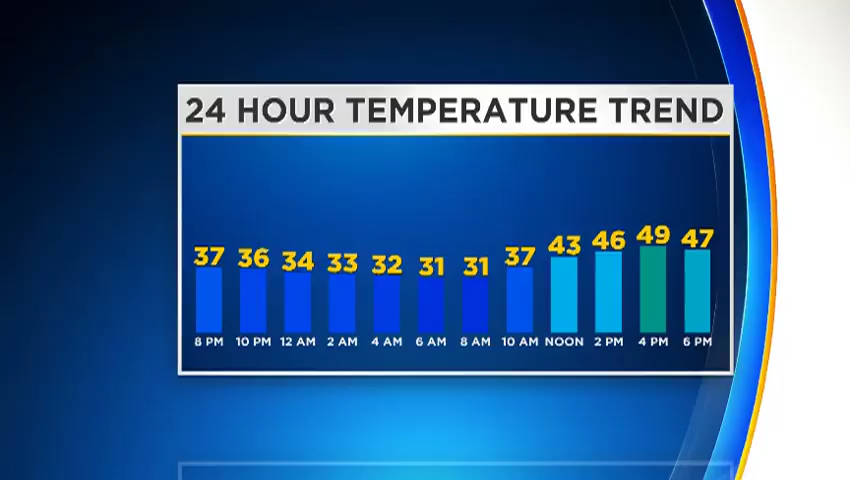 24 HOUR TEMPERATURE TREND
37 36 34 33 32 31 31 37 43 46 49 47
8 PM 10 PM 12 AM 2 AM 4 AM 6 AM 8 AM 10 AM NOON 2 PM 4 PM 6 PM